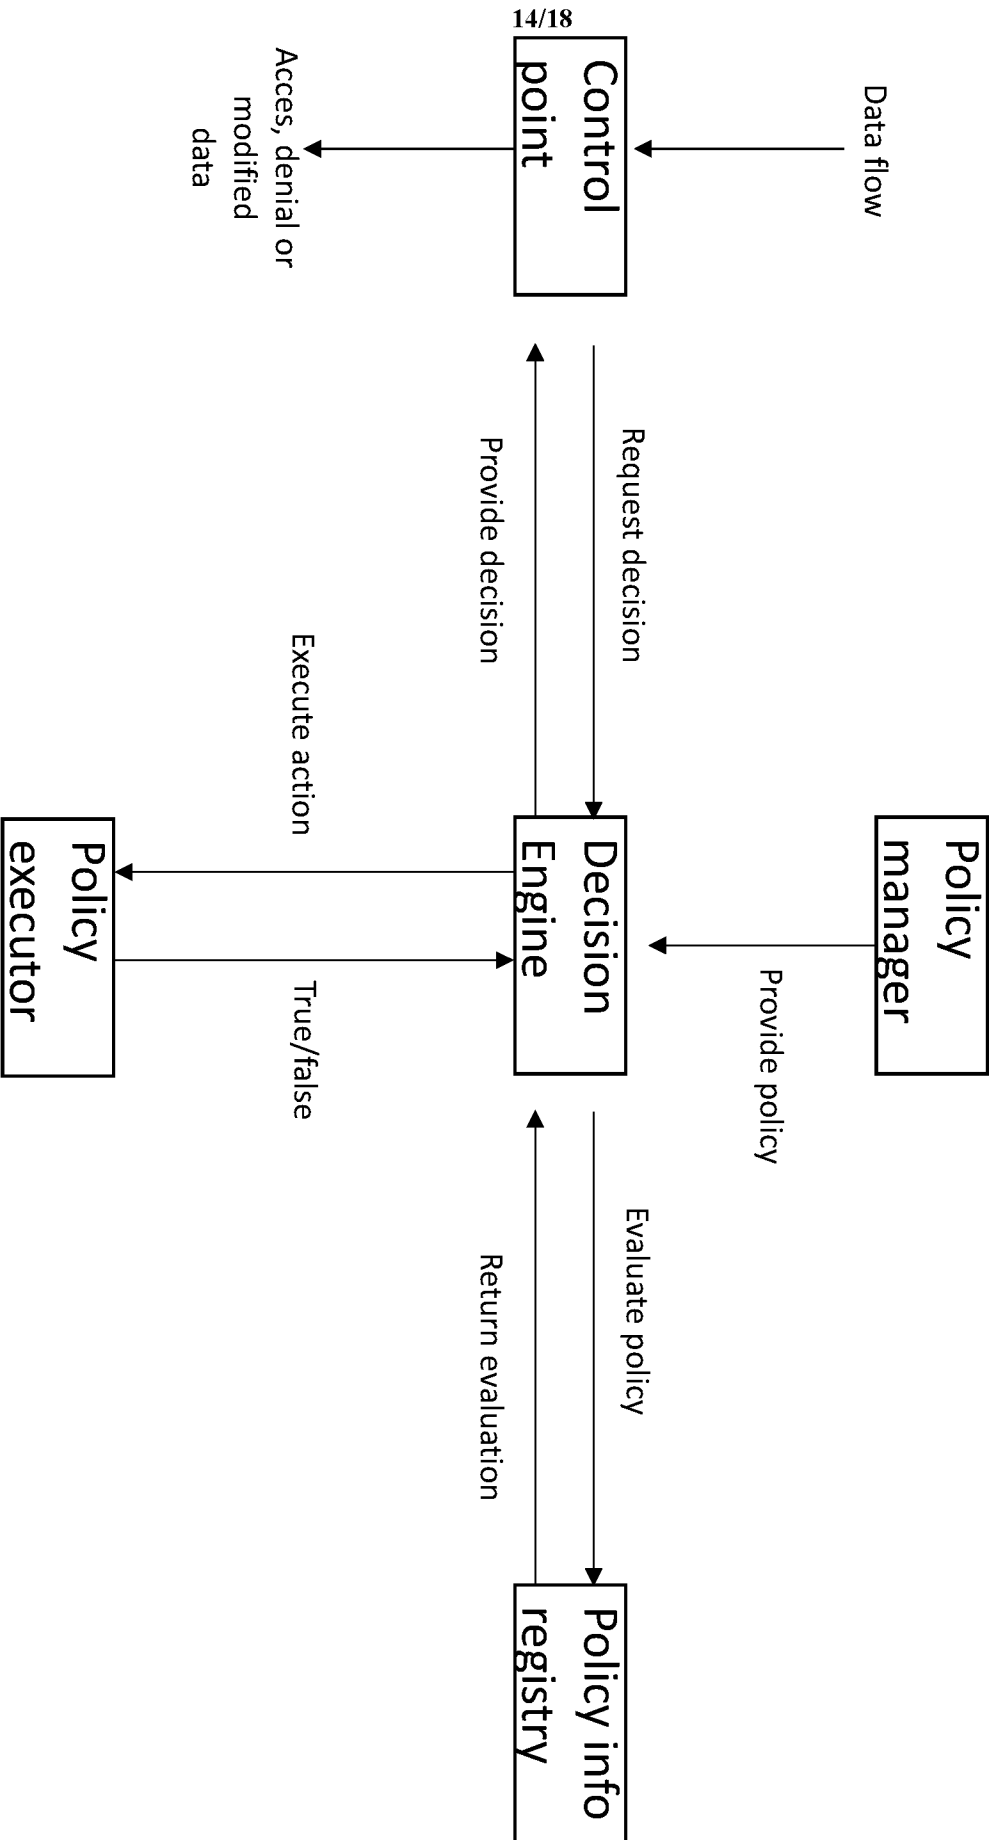 14/18
Policy
manager
Data flow
Provide policy
Request decision
Evaluate policy
Control
point
Decision
Engine
Policy info
registry
Provide decision
Return evaluation
Acces, denial or
modified
data
Execute action
True/false
Policy
executor